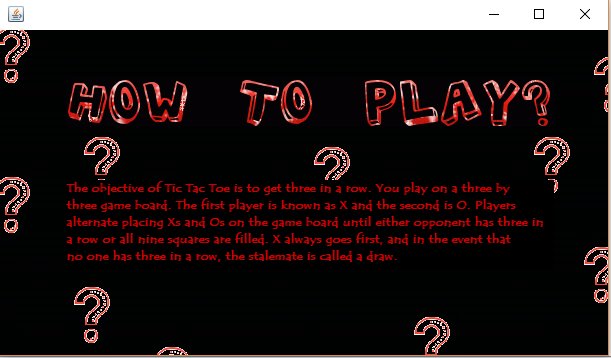 HOW TO PLAY?
The objective of Tic Tac Toe is to get three in a row. You play on a three by
three game board. The first player is known as X and the second is O. Players
alternate placing Xs and Os on the game board until either opponent has three in
a row or all nine squares are filled. X always goes first, and in the event that
no one has three in a row, the stalemate is called a draw.